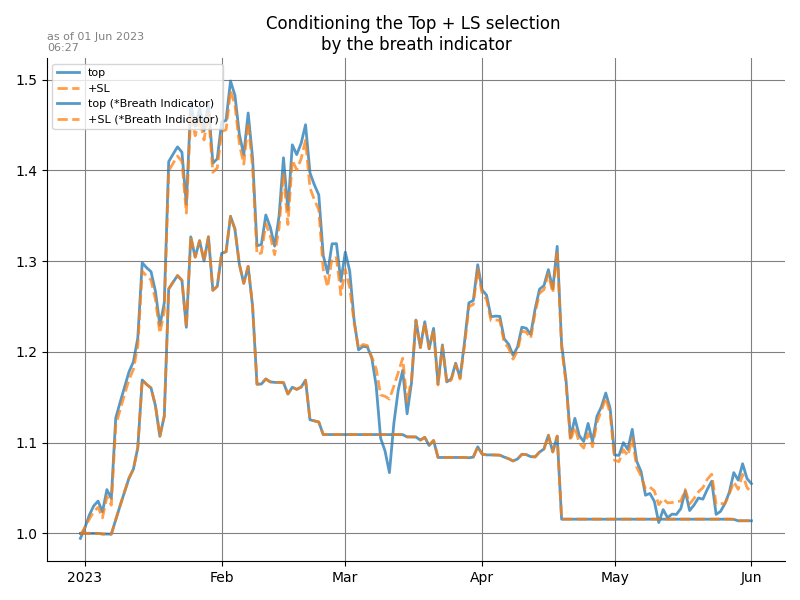 Conditioning the Top + LS selection
by the breath indicator
as of 01 Jun 2023
06:27
top
+SL
top (*Breath Indicator)
+SL (*Breath Indicator)
1.5
1.4
1.3
1.2
1.1
1.0
2023 Feb Mar Apr May Jun